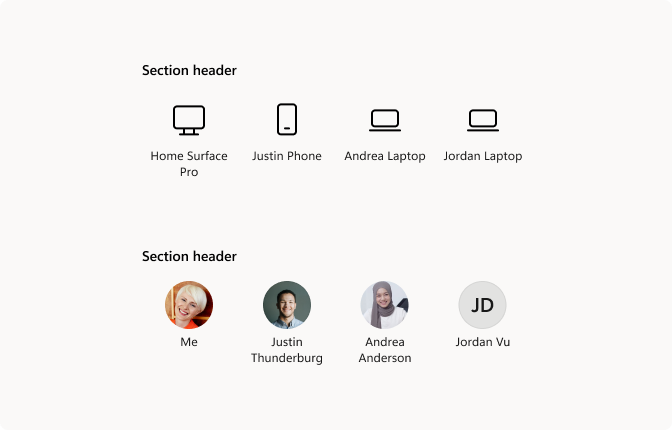 Section header
Home Surface
Pro
Justin Phone
Andrea Laptop
Jordan Laptop
Section header
JD
Me
Justin
Thunderburg
Andrea
Anderson
Jordan Vu